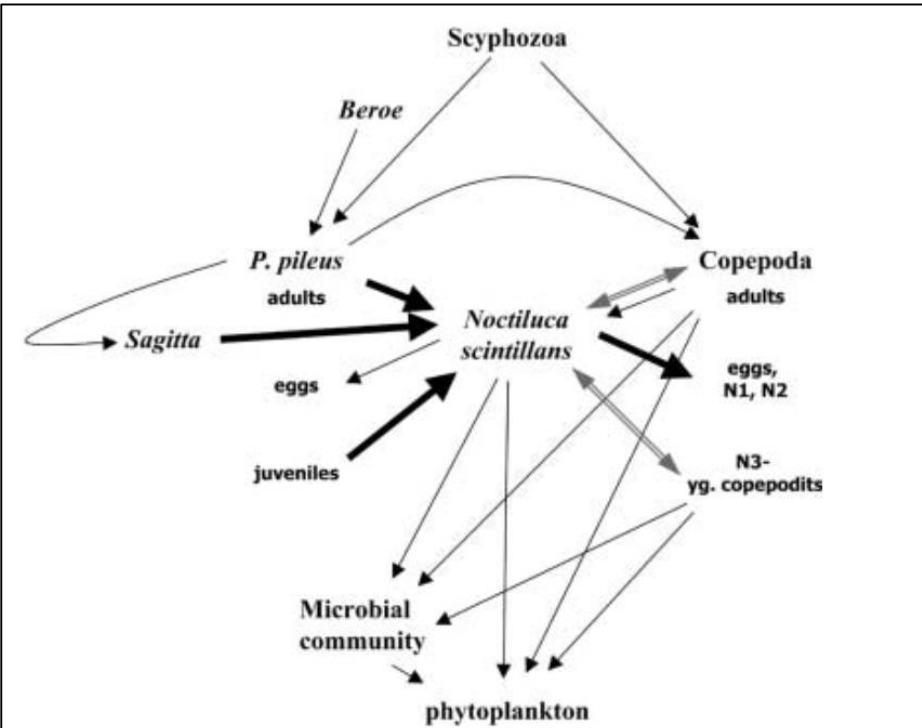 Scyphozoa
Beroe
P. pileus
adults
Copepoda
adults
Sagitta
Noctiluca
scintillans
eggs
eggs,
N1, N2
juveniles
N3-
yg. copepodits
Microbial
community
phytoplankton